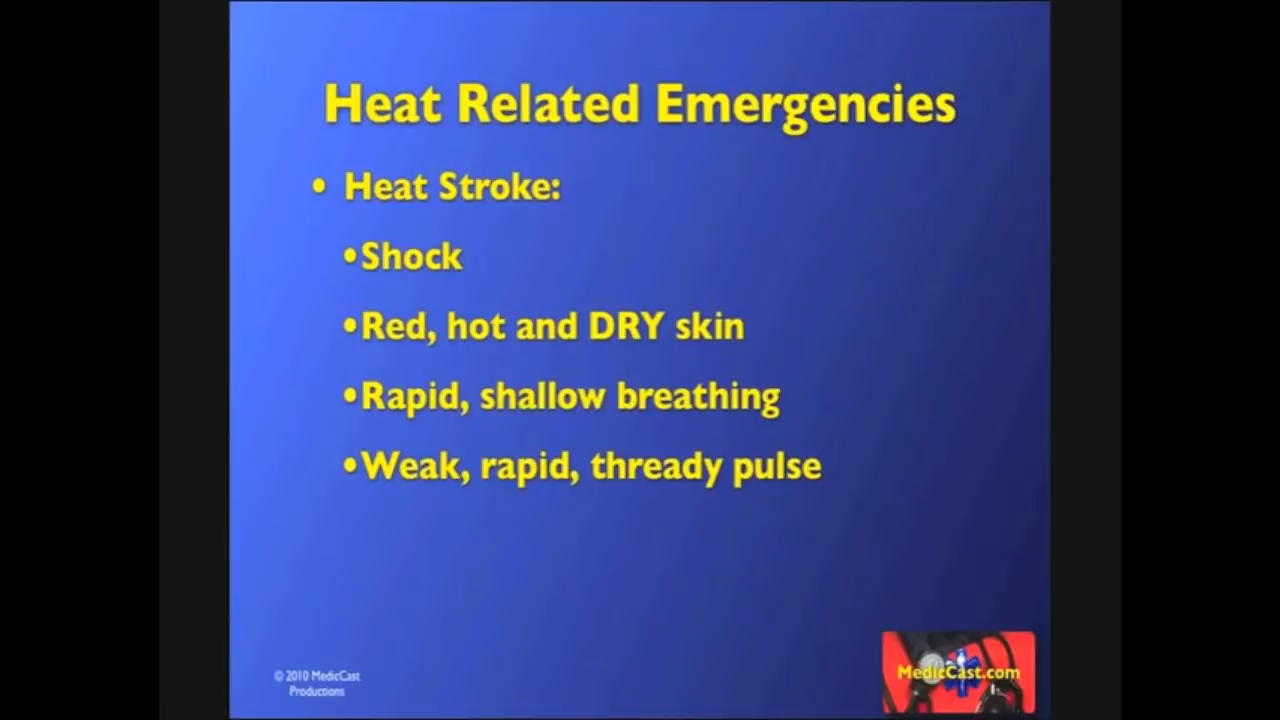 Heat Related Emergencies
• Heat Stroke:
•Shock
•Red, hot and DRY skin
•Rapid, shallow breathing
•Weak, rapid, thready pulse
© 2010 MedicCast
Productions
MedicCast.com